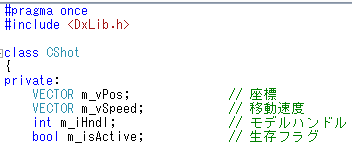 #pragma once
#include <DxLib.h>
class CShot
{
private:
VECTOR m_vPos; // 座標
VECTOR m_vSpeed; // 移動速度
int m_iHndl; // モデルハンドル
bool m_isActive; // 生存フラグ